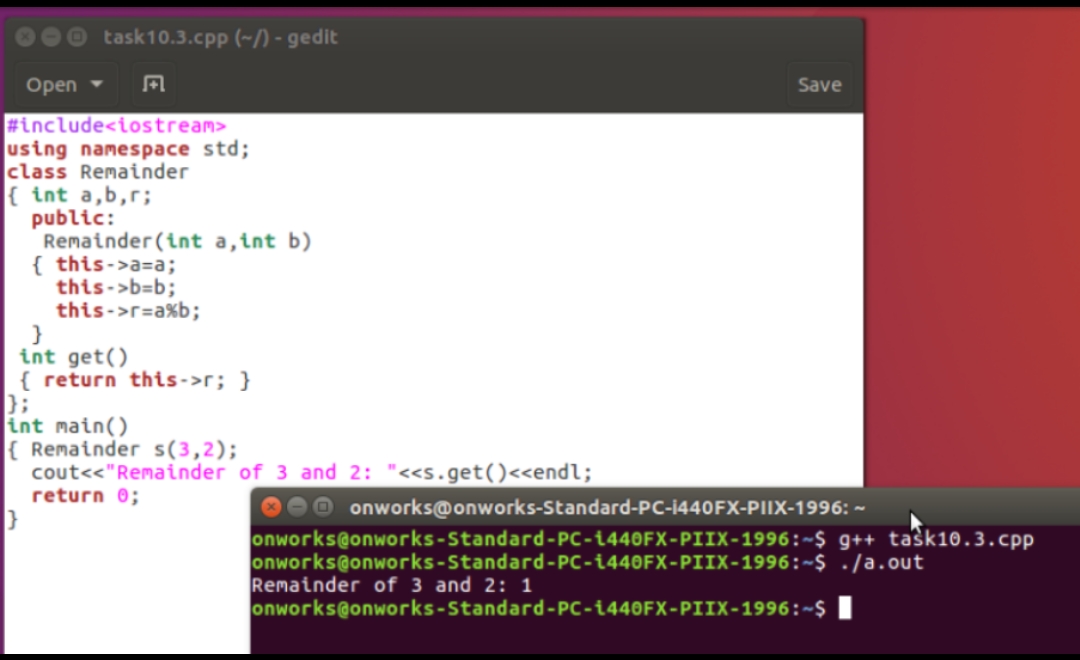 task10.3.cpp (~/) - gedit
Open
Save
#include<iostream>
using namespace std;
class Remainder
{ int a,b,r;
  public:
   Remainder(int a,int b)
  { this->a=a;
    this->b=b;
    this->r=a%b;
  }
 int get()
 { return this->r; }
};
int main()
{ Remainder s(3,2);
  cout<<"Remainder of 3 and 2: "<<s.get()<<endl;
  return 0;
}
onworks@onworks-Standard-PC-i440FX-PIIX-1996: ~
onworks@onworks-Standard-PC-i440FX-PIIX-1996:~$ g++ task10.3.cpp
onworks@onworks-Standard-PC-i440FX-PIIX-1996:~$ ./a.out
Remainder of 3 and 2: 1
onworks@onworks-Standard-PC-i440FX-PIIX-1996:~$